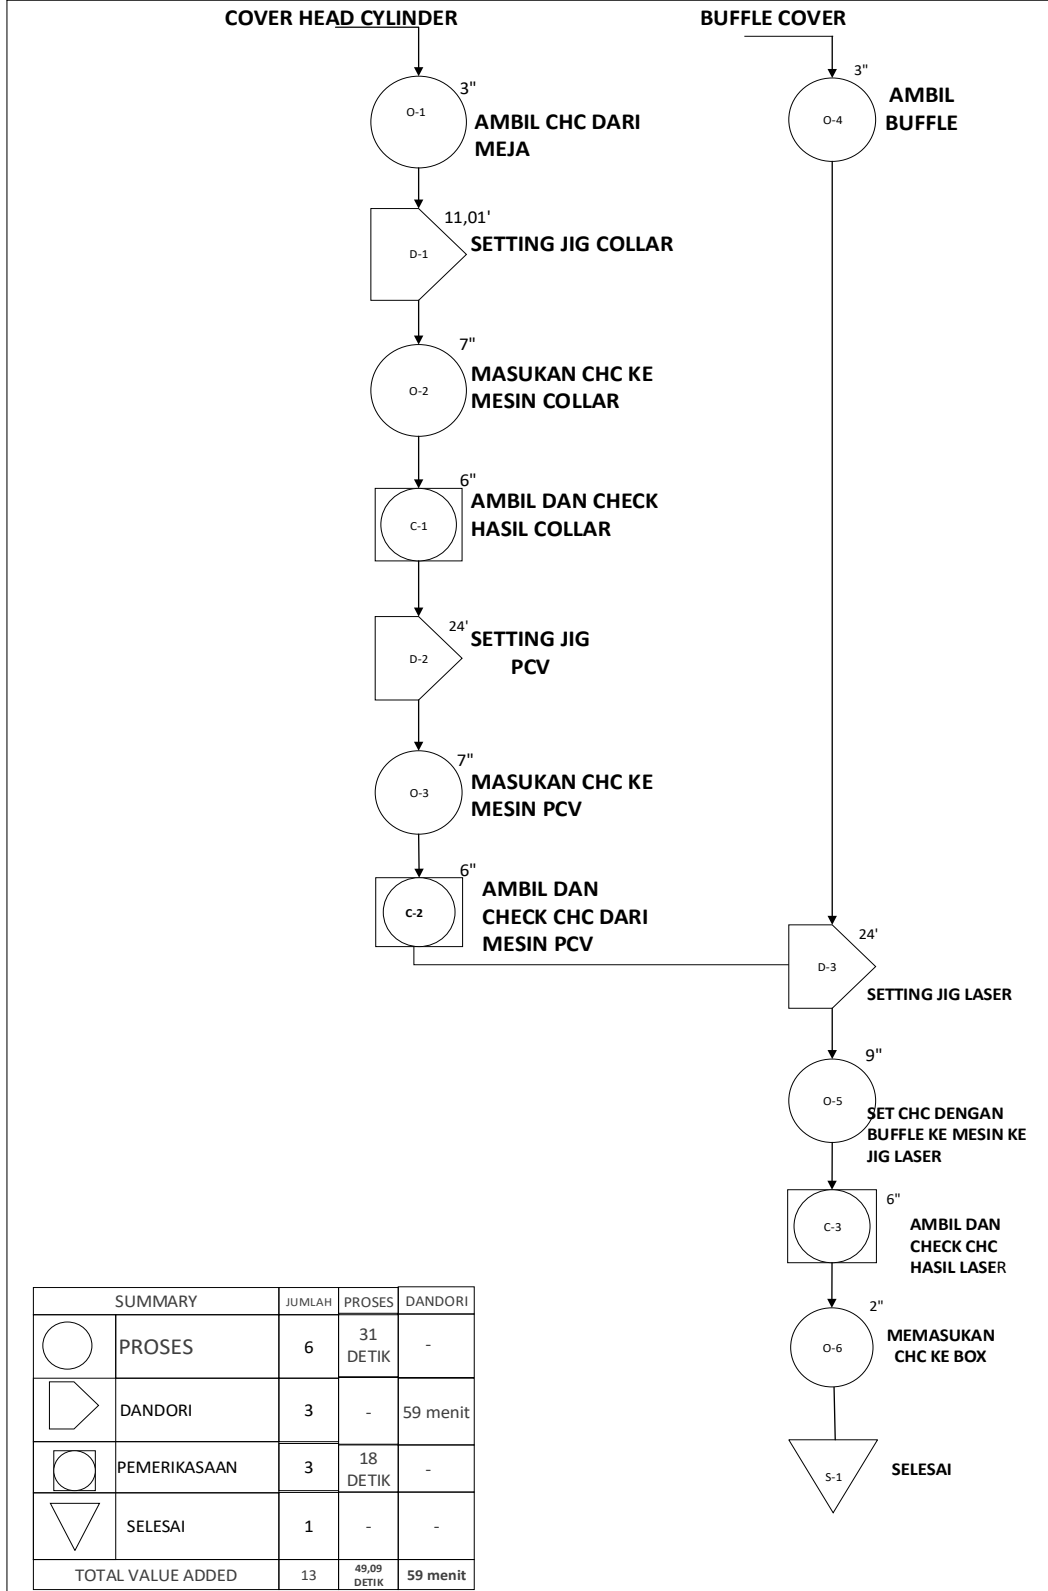 COVER HEAD CYLINDER
3"
O-1
AMBIL CHC DARI
MEJA
11,01'
SETTING JIG COLLAR
D-1
7"
MASUKAN CHC KE
MESIN COLLAR
O-2
6"
AMBIL DAN CHECK
HASIL COLLAR
C-1
24'
SETTING JIG
PCV
D-2
7"
MASUKAN CHC KE
MESIN PCV
O-3
6"
AMBIL DAN
CHECK CHC DARI
MESIN PCV
C-2
BUFFLE COVER
3"
AMBIL
BUFFLE
O-4
24'
D-3
SETTING JIG LASER
9"
O-5
SET CHC DENGAN
BUFFLE KE MESIN KE
JIG LASER
6"
C-3
AMBIL DAN
CHECK CHC
HASIL LASER
2"
MEMASUKAN
CHC KE BOX
O-6
SELESAI
S-1
SUMMARY JUMLAH PROSES DANDORI
PROSES 6 31 DETIK -
DANDORI 3 - 59 menit
PEMERIKASAAN 3 18 DETIK -
SELESAI 1 - -
TOTAL VALUE ADDED 13 49,09 DETIK 59 menit